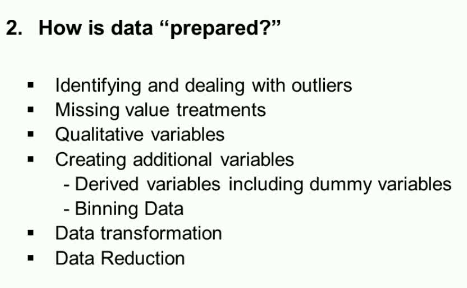 2. How is data “prepared?”
▪ Identifying and dealing with outliers
▪ Missing value treatments
▪ Qualitative variables
▪ Creating additional variables
- Derived variables including dummy variables
- Binning Data
▪ Data transformation
▪ Data Reduction